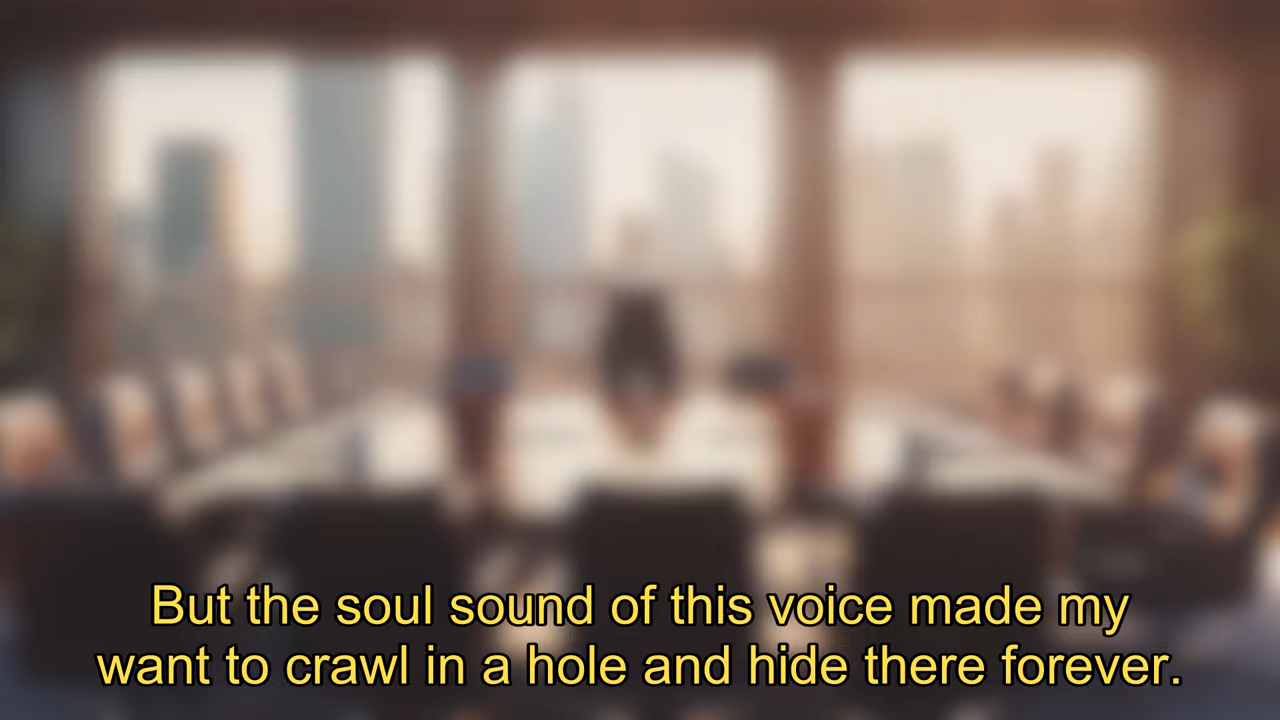 But the soul sound of this voice made my
want to crawl in a hole and hide there forever.